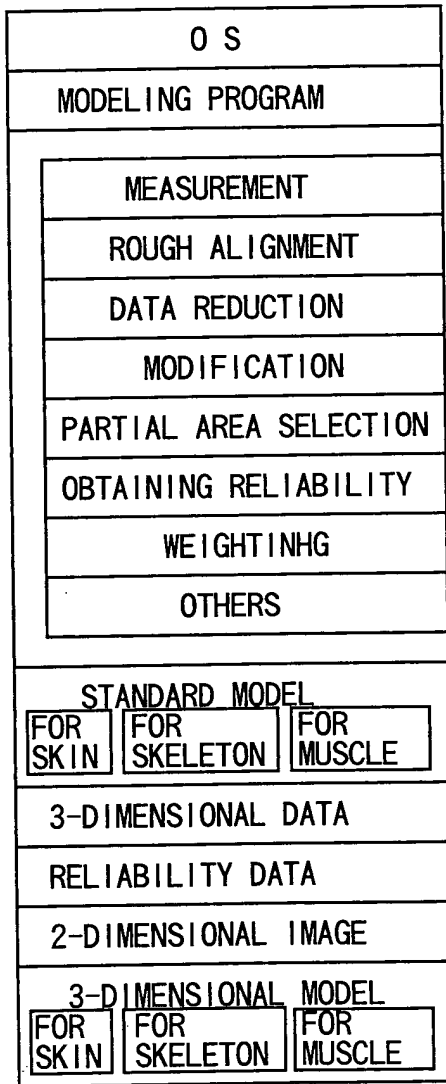 O S
MODELING PROGRAM
MEASUREMENT
ROUGH ALIGNMENT
DATA REDUCTION
MODIFICATION
PARTIAL AREA SELECTION
OBTAINING RELIABILITY
WEIGHTINHG
OTHERS
STANDARD MODEL
FOR SKIN
FOR SKELETON
FOR MUSCLE
3-DIMENSIONAL DATA
RELIABILITY DATA
2-DIMENSIONAL IMAGE
3-DIMENSIONAL MODEL
FOR SKIN
FOR SKELETON
FOR MUSCLE